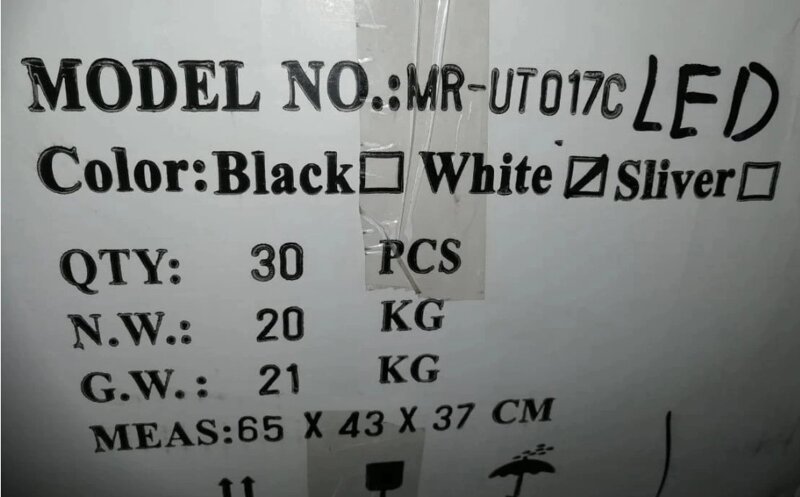 MODEL NO.:MR-UT017C LED
Color:Black□ White☑Sliver□
QTY: 30 PCS
N.W.: 20 KG
G.W.: 21 KG
MEAS:65 X 43 X 37 CM